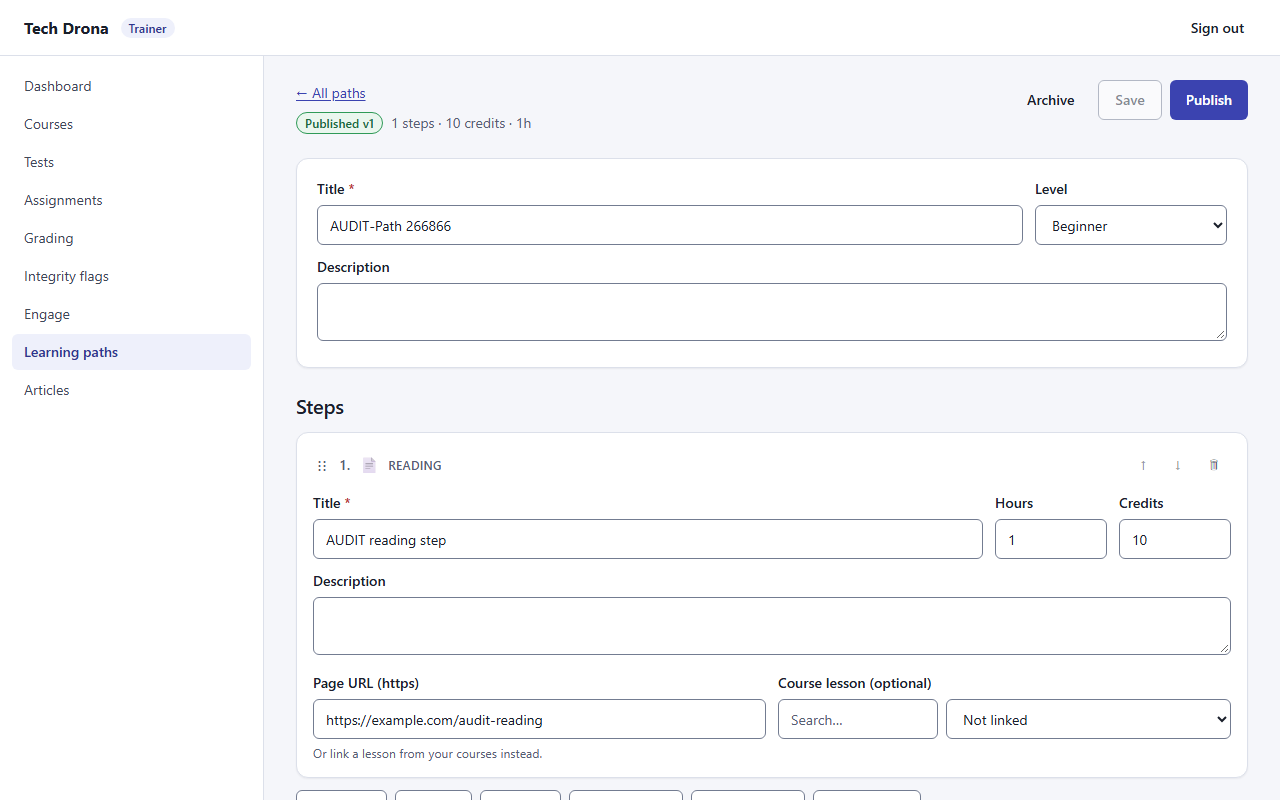 Tech Drona Trainer Sign out
Dashboard
Courses
Tests
Assignments
Grading
Integrity flags
Engage
Learning paths
Articles
← All paths
Published v1 1 steps · 10 credits · 1h
Archive Save Publish
Title * Level
AUDIT-Path 266866 Beginner
Description
Steps
1. READING ↑ ↓
Title * Hours Credits
AUDIT reading step 1 10
Description
Page URL (https) Course lesson (optional)
https://example.com/audit-reading Search... Not linked
Or link a lesson from your courses instead.